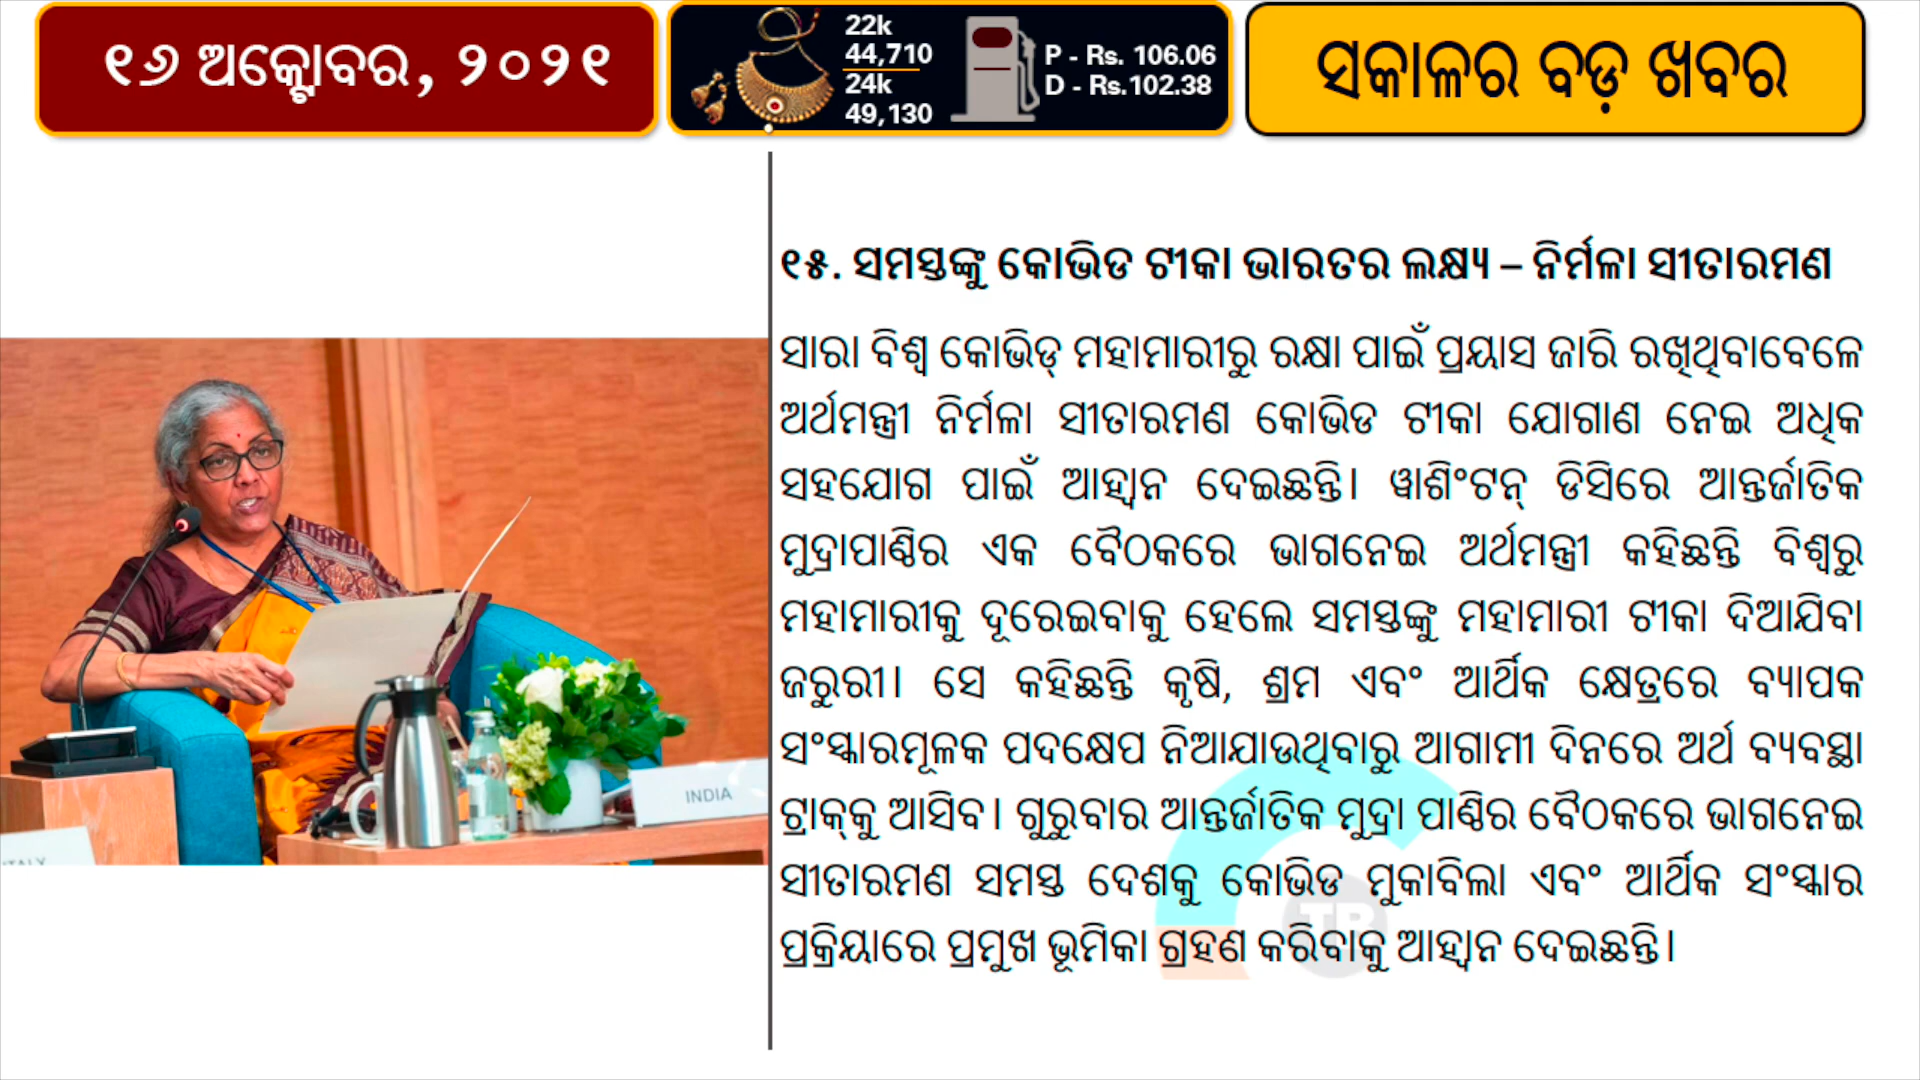 ୧୬ ଅକ୍ଟୋବର, ୨୦୨୧
22k
44,710
24k
49,130
P - Rs. 106.06
D - Rs.102.38
ସକାଳର ବଡ଼ ଖବର
୧୫. ସମସ୍ତଙ୍କୁ କୋଭିଡ ଟୀକା ଭାରତର ଲକ୍ଷ୍ୟ – ନିର୍ମଳା ସୀତାରମଣ
ସାରା ବିଶ୍ୱ କୋଭିଡ୍ ମହାମାରୀରୁ ରକ୍ଷା ପାଇଁ ପ୍ରୟାସ ଜାରି ରଖିଥିବାବେଳେ
ଅର୍ଥମନ୍ତ୍ରୀ ନିର୍ମଳା ସୀତାରମଣ କୋଭିଡ ଟୀକା ଯୋଗାଣ ନେଇ ଅଧିକ
ସହଯୋଗ ପାଇଁ ଆହ୍ୱାନ ଦେଇଛନ୍ତି। ୱାଶିଂଟନ୍ ଡିସିରେ ଆନ୍ତର୍ଜାତିକ
ମୁଦ୍ରାପାଣ୍ଠିର ଏକ ବୈଠକରେ ଭାଗନେଇ ଅର୍ଥମନ୍ତ୍ରୀ କହିଛନ୍ତି ବିଶ୍ୱରୁ
ମହାମାରୀକୁ ଦୂରେଇବାକୁ ହେଲେ ସମସ୍ତଙ୍କୁ ମହାମାରୀ ଟୀକା ଦିଆଯିବା
ଜରୁରୀ। ସେ କହିଛନ୍ତି କୃଷି, ଶ୍ରମ ଏବଂ ଆର୍ଥିକ କ୍ଷେତ୍ରରେ ବ୍ୟାପକ
ସଂସ୍କାରମୂଳକ ପଦକ୍ଷେପ ନିଆଯାଉଥିବାରୁ ଆଗାମୀ ଦିନରେ ଅର୍ଥ ବ୍ୟବସ୍ଥା
ଟ୍ରାକ୍‌କୁ ଆସିବ। ଗୁରୁବାର ଆନ୍ତର୍ଜାତିକ ମୁଦ୍ରା ପାଣ୍ଠିର ବୈଠକରେ ଭାଗନେଇ
ସୀତାରମଣ ସମସ୍ତ ଦେଶକୁ କୋଭିଡ ମୁକାବିଲା ଏବଂ ଆର୍ଥିକ ସଂସ୍କାର
ପ୍ରକ୍ରିୟାରେ ପ୍ରମୁଖ ଭୂମିକା ଗ୍ରହଣ କରିବାକୁ ଆହ୍ୱାନ ଦେଇଛନ୍ତି।
INDIA
ITALY
TB